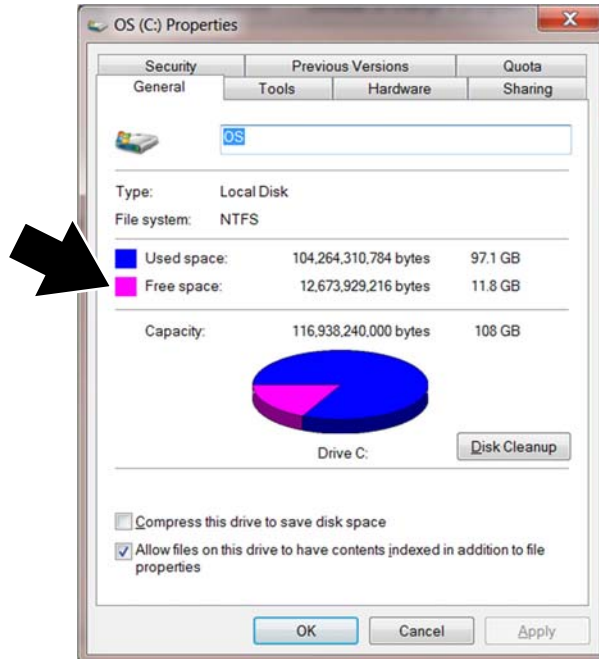 OS (C:) Properties
Security Previous Versions Quota
General Tools Hardware Sharing
OS
Type: Local Disk
File system: NTFS
Used space: 104,264,310,784 bytes 97.1 GB
Free space: 12,673,929,216 bytes 11.8 GB
Capacity: 116,938,240,000 bytes 108 GB
Drive C: Disk Cleanup
Compress this drive to save disk space
Allow files on this drive to have contents indexed in addition to file
properties
OK Cancel Apply